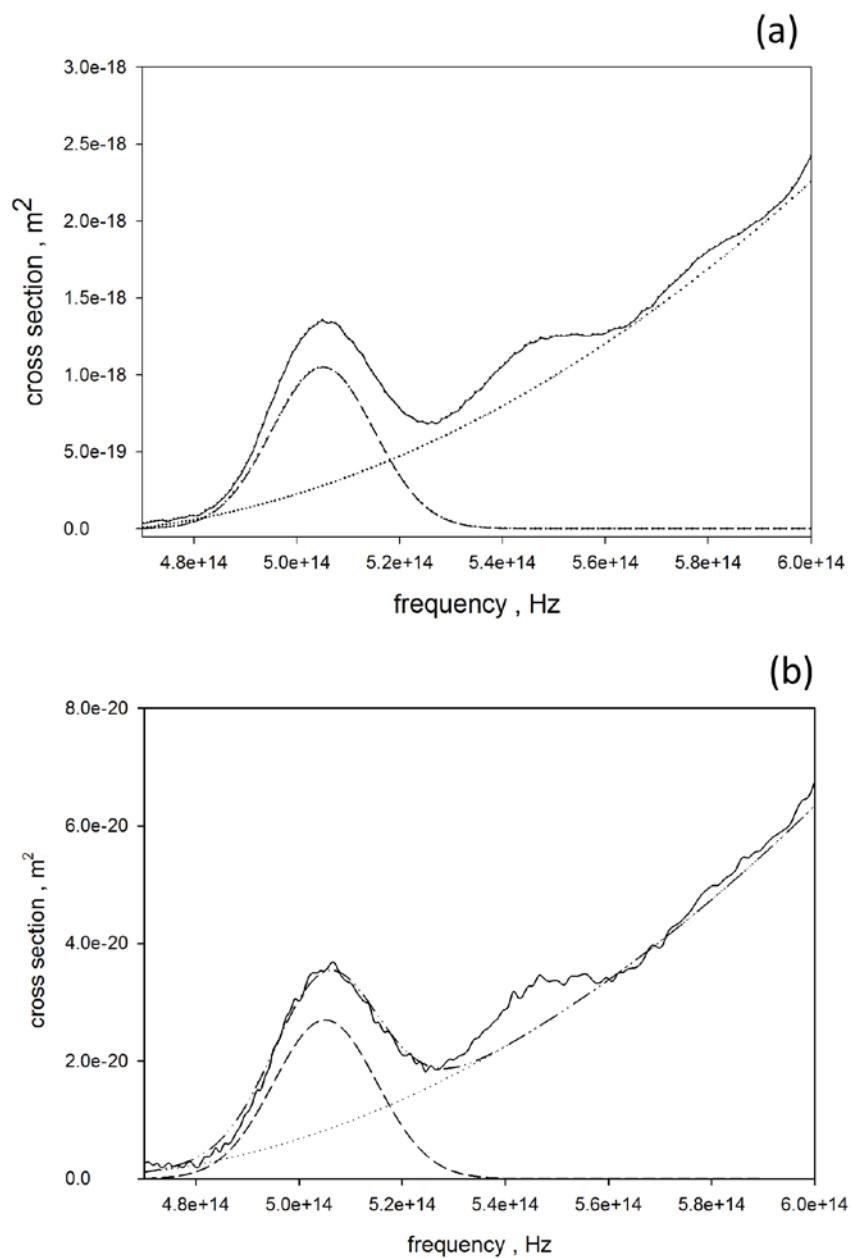 (a)
3.0e-18
2.5e-18
2.0e-18
1.5e-18
1.0e-18
5.0e-19
0.0
cross section , m²
4.8e+14 5.0e+14 5.2e+14 5.4e+14 5.6e+14 5.8e+14 6.0e+14
frequency , Hz
(b)
8.0e-20
6.0e-20
4.0e-20
2.0e-20
0.0
cross section , m²
4.8e+14 5.0e+14 5.2e+14 5.4e+14 5.6e+14 5.8e+14 6.0e+14
frequency , Hz